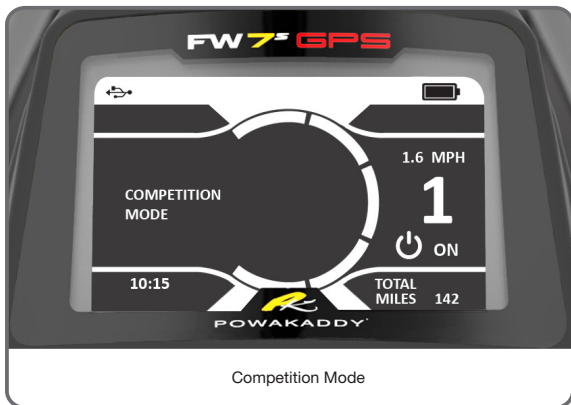 FW7s GPS
1.6 MPH
COMPETITION
MODE
1
ON
10:15
TOTAL
MILES 142
POWAKADDY
Competition Mode